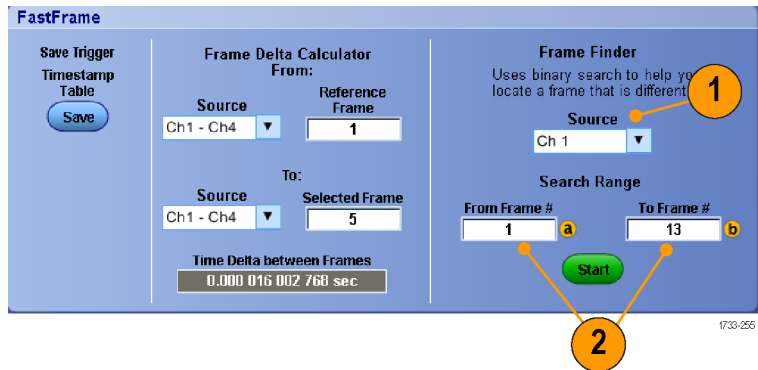 FastFrame
Save Trigger
Timestamp
Table
Save
Frame Delta Calculator
From:
Source
Reference
Frame
Ch1 - Ch4
1
To:
Source
Selected Frame
Ch1 - Ch4
5
Time Delta between Frames
0.000 016 002 768 sec
Frame Finder
Uses binary search to help
locate a frame that is different
1
Source
Ch 1
Search Range
From Frame #
To Frame #
1
a
13
b
Start
2
1733-255